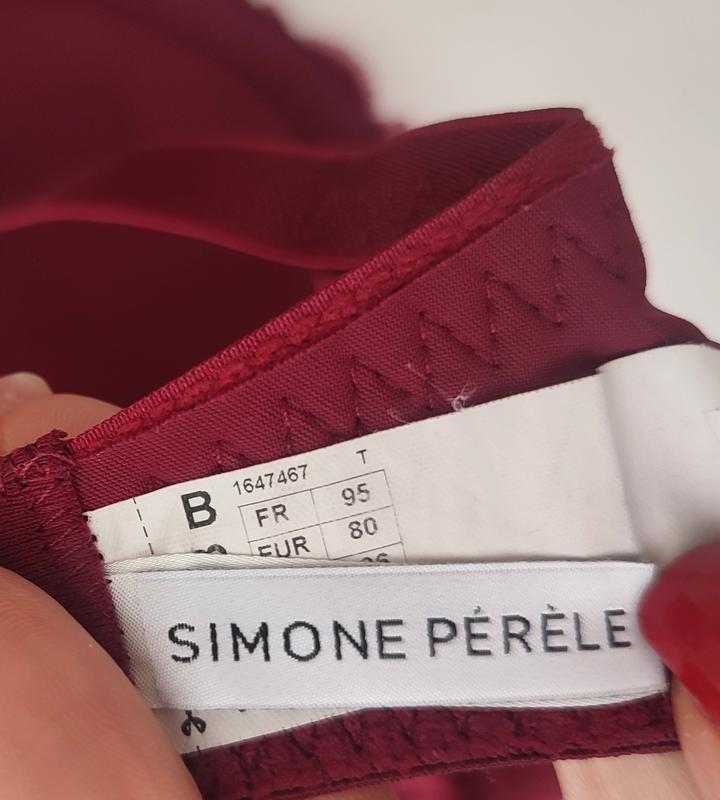 B 1647467 T
FR 95
EUR 80
SIMONE PÉRÈLE